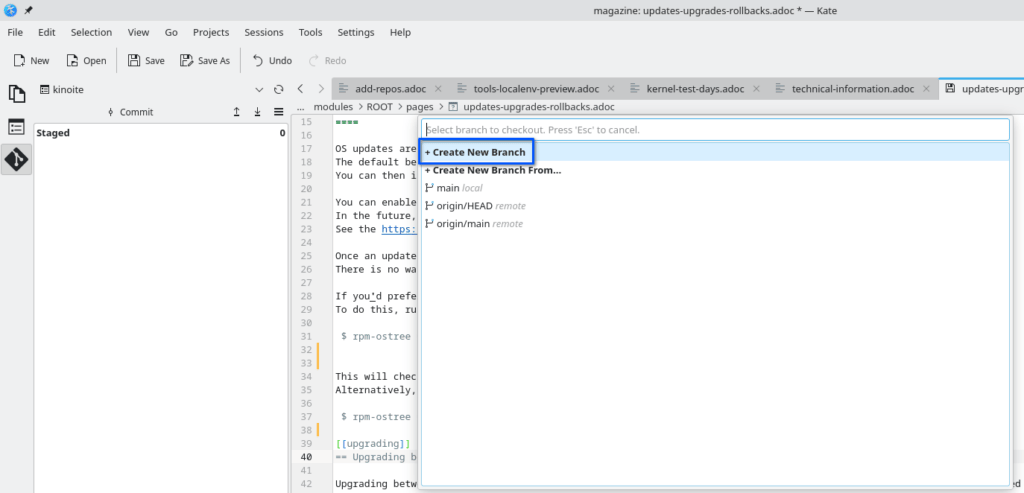 magazine: updates-upgrades-rollbacks.adoc * — Kate
File Edit Selection View Go Projects Sessions Tools Settings Help
New Open Save Save As Undo Redo
kinoite
add-repos.adoc tools-localenv-preview.adoc kernel-test-days.adoc technical-information.adoc updates-upgr
... modules > ROOT > pages > updates-upgrades-rollbacks.adoc
Commit
Staged 0
Select branch to checkout. Press 'Esc' to cancel.
+ Create New Branch
+ Create New Branch From...
main local
origin/HEAD remote
origin/main remote
15 ====
16
17 OS updates are
18 The default be
19 You can then i
20
21 You can enable
22 In the future,
23 See the https:
24
25 Once an update
26 There is no wa
27
28 If you'd prefe
29 To do this, ru
30
31 $ rpm-ostree
32
33
34 This will chec
35 Alternatively,
36
37 $ rpm-ostree
38
39 [[upgrading]]
40 == Upgrading b
41
42 Upgrading betw ed